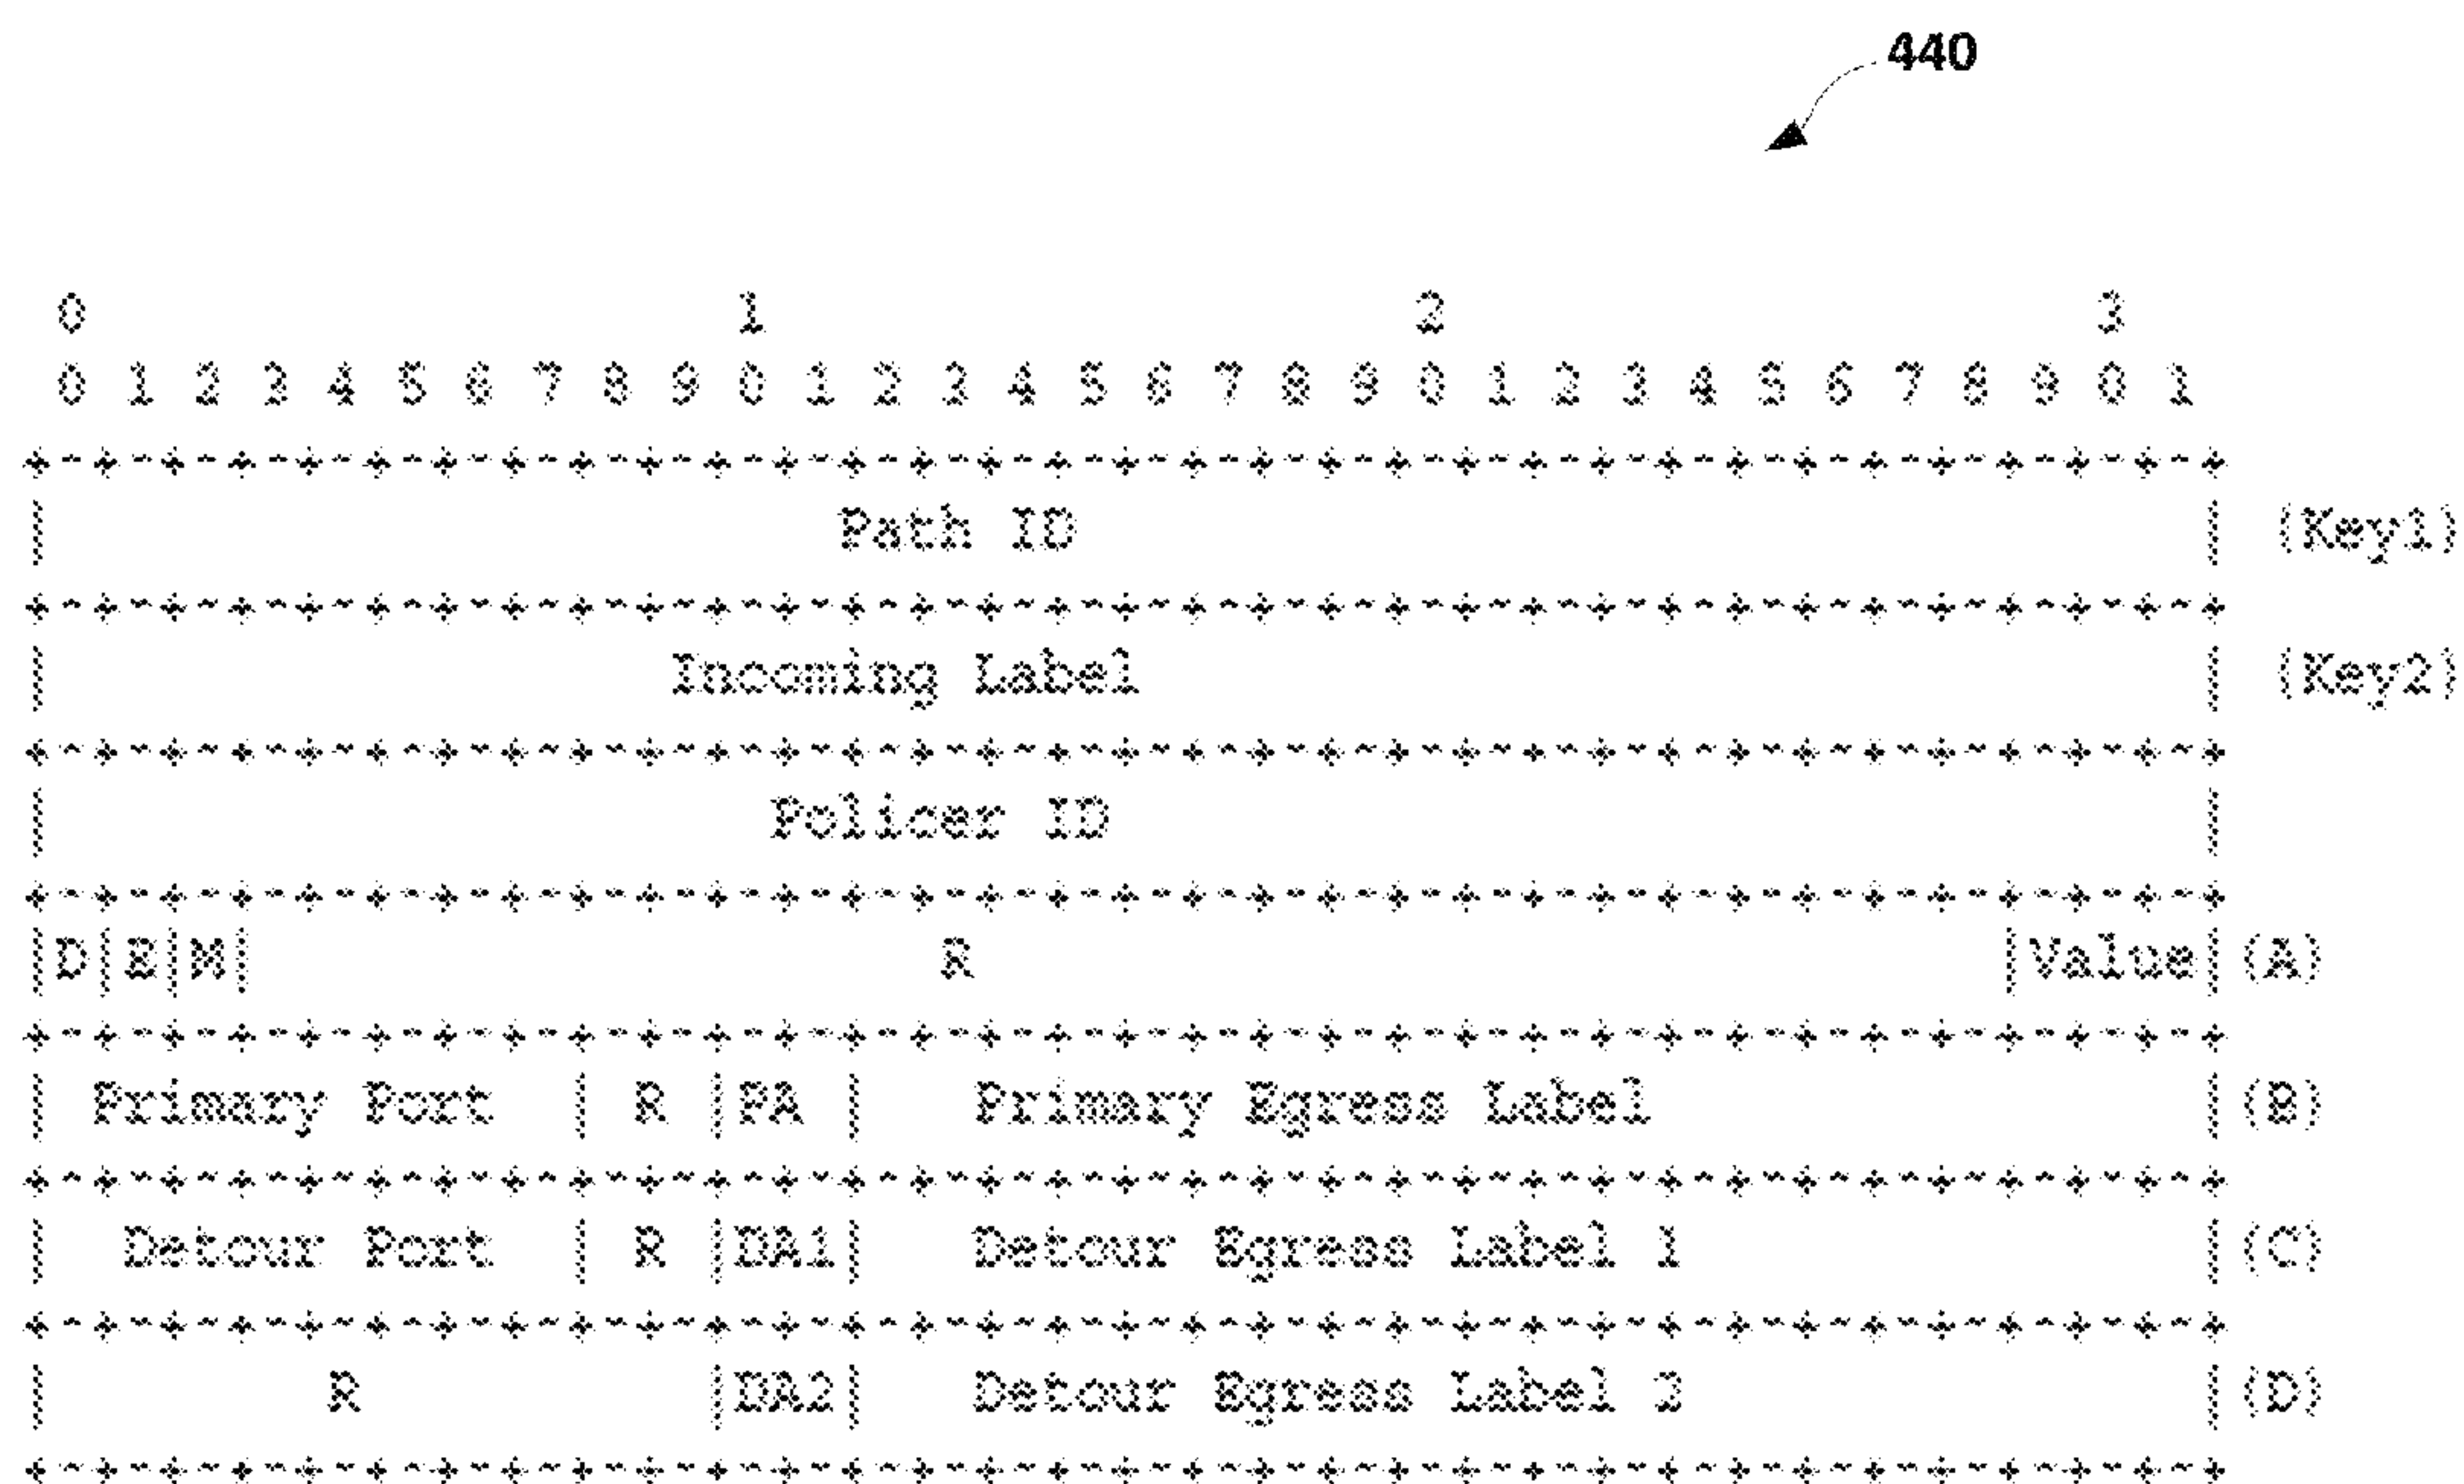 440
0 1 2 3
0 1 2 3 4 5 6 7 8 9 0 1 2 3 4 5 6 7 8 9 0 1 2 3 4 5 6 7 8 9 0 1
+-+-+-+-+-+-+-+-+-+-+-+-+-+-+-+-+-+-+-+-+-+-+-+-+-+-+-+-+-+-+-+-+
| Path ID | (Key1)
+-+-+-+-+-+-+-+-+-+-+-+-+-+-+-+-+-+-+-+-+-+-+-+-+-+-+-+-+-+-+-+-+
| Incoming Label | (Key2)
+-+-+-+-+-+-+-+-+-+-+-+-+-+-+-+-+-+-+-+-+-+-+-+-+-+-+-+-+-+-+-+-+
| Policer ID |
+-+-+-+-+-+-+-+-+-+-+-+-+-+-+-+-+-+-+-+-+-+-+-+-+-+-+-+-+-+-+-+-+
|D|E|M| R |Value| (A)
+-+-+-+-+-+-+-+-+-+-+-+-+-+-+-+-+-+-+-+-+-+-+-+-+-+-+-+-+-+-+-+-+
| Primary Port | R |PA | Primary Egress Label | (B)
+-+-+-+-+-+-+-+-+-+-+-+-+-+-+-+-+-+-+-+-+-+-+-+-+-+-+-+-+-+-+-+-+
| Detour Port | R |DA1| Detour Egress Label 1 | (C)
+-+-+-+-+-+-+-+-+-+-+-+-+-+-+-+-+-+-+-+-+-+-+-+-+-+-+-+-+-+-+-+-+
| R |DA2| Detour Egress Label 2 | (D)
+-+-+-+-+-+-+-+-+-+-+-+-+-+-+-+-+-+-+-+-+-+-+-+-+-+-+-+-+-+-+-+-+